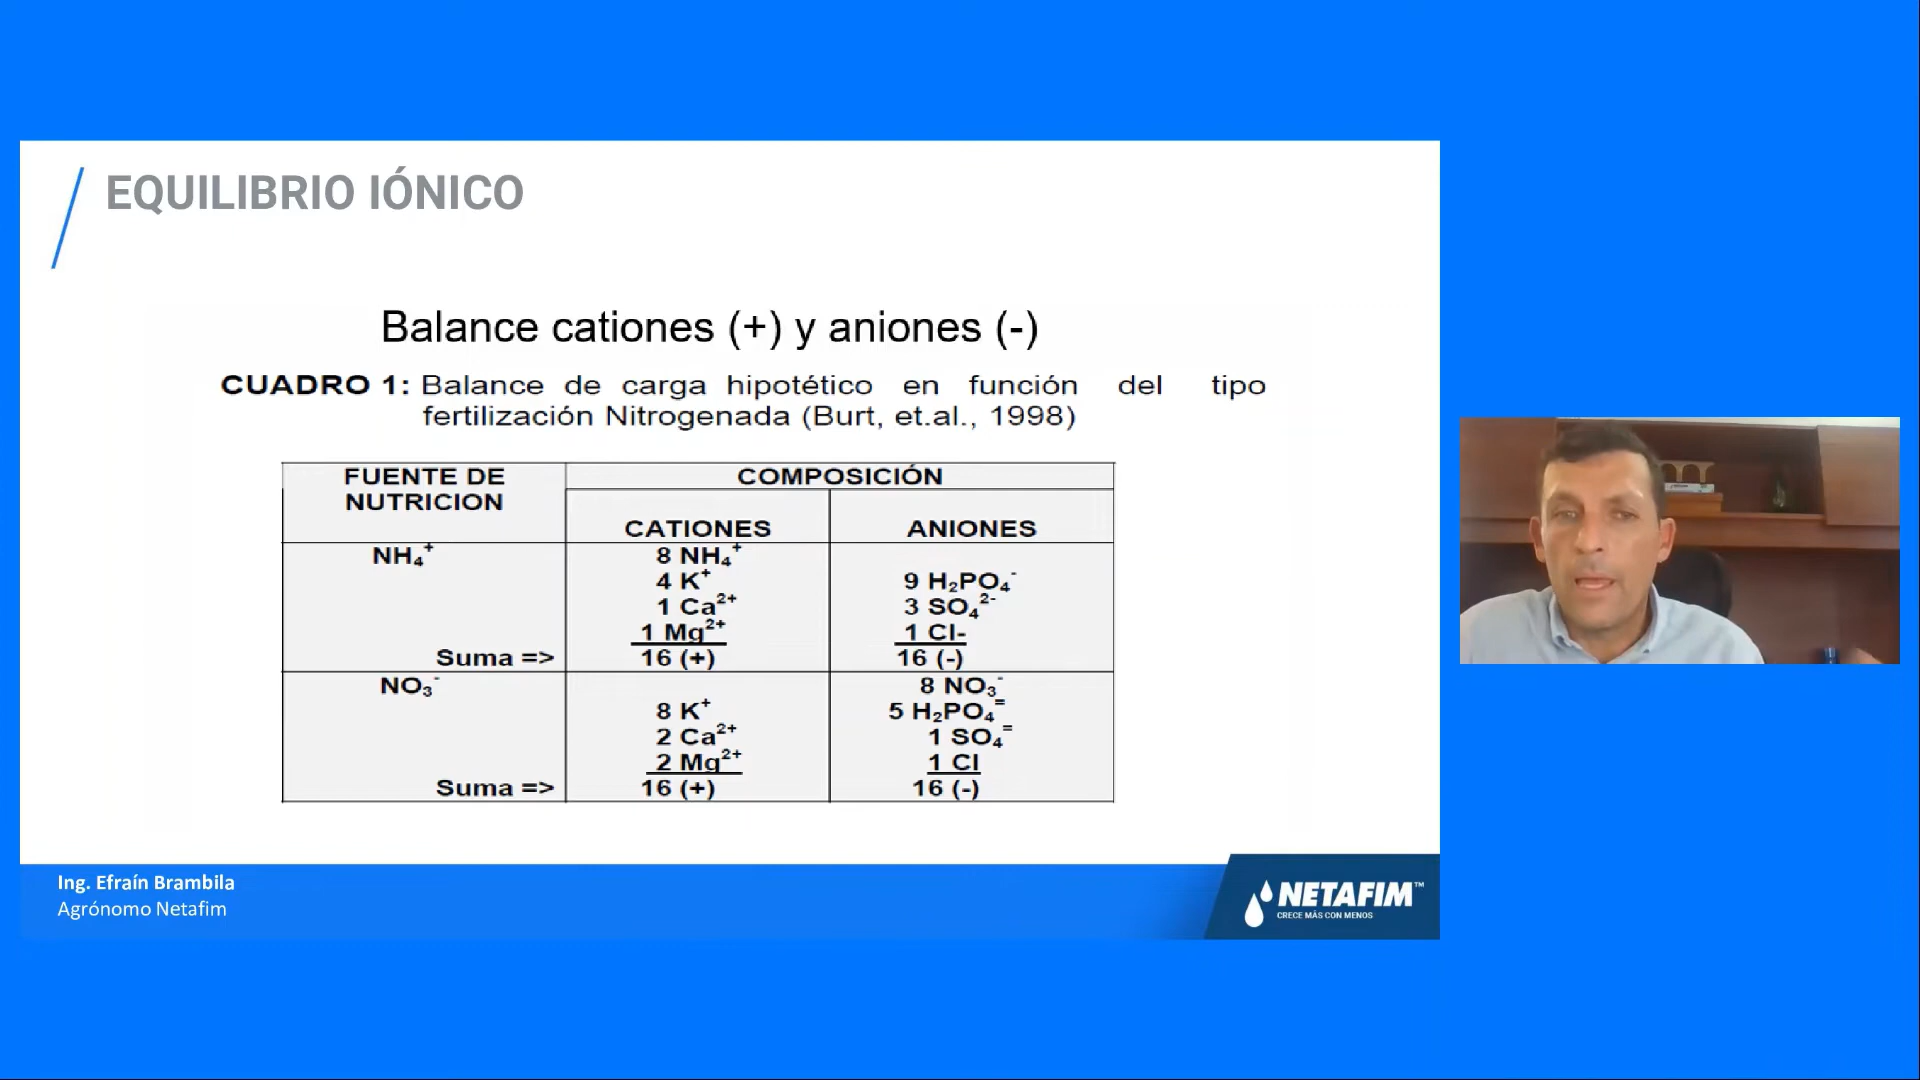 EQUILIBRIO IÓNICO
Balance cationes (+) y aniones (-)
CUADRO 1: Balance de carga hipotético en función del tipo
fertilización Nitrogenada (Burt, et.al., 1998)
FUENTE DE
NUTRICION
COMPOSICIÓN
CATIONES
ANIONES
NH₄⁺
8 NH₄⁺
4 K⁺
9 H₂PO₄⁻
1 Ca²⁺
3 SO₄²⁻
1 Mg²⁺
1 Cl-
Suma =>
16 (+)
16 (-)
NO₃⁻
8 NO₃⁻
8 K⁺
5 H₂PO₄⁼
2 Ca²⁺
1 SO₄⁼
2 Mg²⁺
1 Cl
Suma =>
16 (+)
16 (-)
Ing. Efraín Brambila
Agrónomo Netafim
NETAFIM™
CRECE MÁS CON MENOS